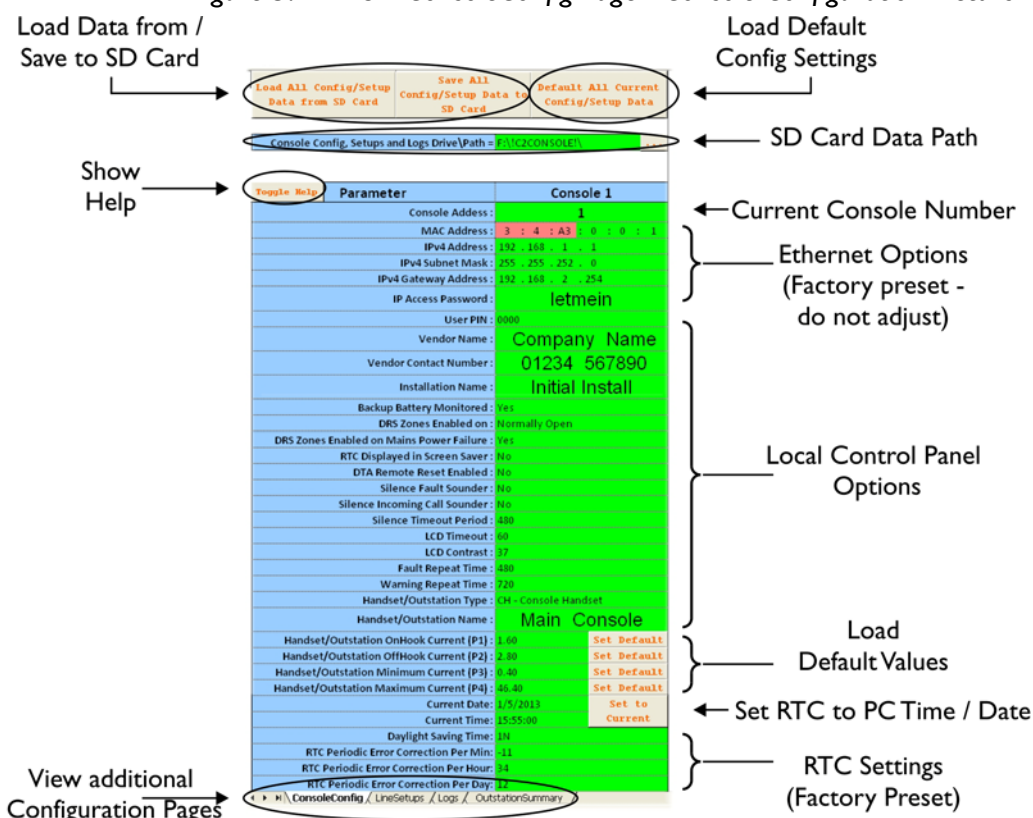 Load Data from /
Save to SD Card
Load Default
Config Settings
Load All Config/Setup
Data from SD Card
Save All
Config/Setup Data to
SD Card
Default All Current
Config/Setup Data
Console Config, Setups and Logs Drive\Path = F:\!C2CONSOLE!\ ...
SD Card Data Path
Show
Help
Toggle Help Parameter Console 1
Console Addess : 1
Current Console Number
MAC Address : 3 : 4 : A3 : 0 : 0 : 1
IPv4 Address : 192 . 168 . 1 . 1
IPv4 Subnet Mask : 255 . 255 . 252 . 0
IPv4 Gateway Address : 192 . 168 . 2 . 254
IP Access Password : letmein
Ethernet Options
(Factory preset -
do not adjust)
User PIN : 0000
Vendor Name : Company Name
Vendor Contact Number : 01234 567890
Installation Name : Initial Install
Backup Battery Monitored : Yes
DRS Zones Enabled on : Normally Open
DRS Zones Enabled on Mains Power Failure : Yes
RTC Displayed in Screen Saver : No
DTA Remote Reset Enabled : No
Silence Fault Sounder : No
Silence Incoming Call Sounder : No
Silence Timeout Period : 480
LCD Timeout : 60
LCD Contrast : 37
Fault Repeat Time : 480
Warning Repeat Time : 720
Handset/Outstation Type : CH - Console Handset
Handset/Outstation Name : Main Console
Local Control Panel
Options
Handset/Outstation OnHook Current (P1) : 1.60 Set Default
Handset/Outstation OffHook Current (P2) : 2.80 Set Default
Handset/Outstation Minimum Current (P3) : 0.40 Set Default
Handset/Outstation Maximum Current (P4) : 46.40 Set Default
Load
Default Values
Current Date: 1/5/2013
Current Time: 15:55:00
Set to
Current
Set RTC to PC Time / Date
Daylight Saving Time: 1N
RTC Periodic Error Correction Per Min: -11
RTC Periodic Error Correction Per Hour: 34
RTC Periodic Error Correction Per Day: 12
RTC Settings
(Factory Preset)
View additional
Configuration Pages
ConsoleConfig / LineSetups / Logs / OutstationSummary /